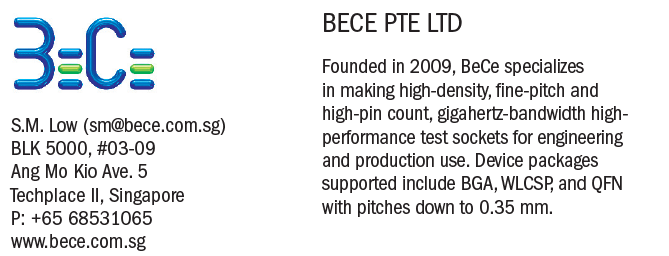 BeCe
S.M. Low (sm@bece.com.sg)
BLK 5000, #03-09
Ang Mo Kio Ave. 5
Techplace II, Singapore
P: +65 68531065
www.bece.com.sg
BECE PTE LTD
Founded in 2009, BeCe specializes
in making high-density, fine-pitch and
high-pin count, gigahertz-bandwidth high-
performance test sockets for engineering
and production use. Device packages
supported include BGA, WLCSP, and QFN
with pitches down to 0.35 mm.